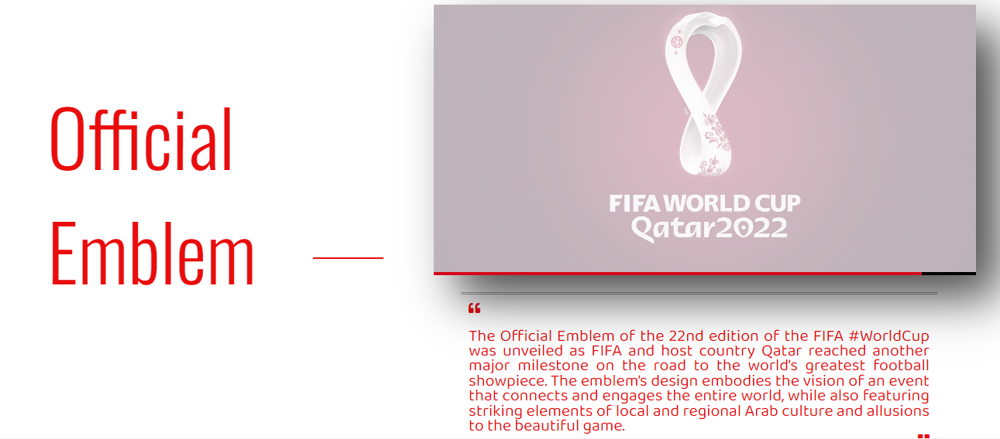 Official
Emblem
FIFA WORLD CUP
Qatar2022
“
The Official Emblem of the 22nd edition of the FIFA #WorldCup
was unveiled as FIFA and host country Qatar reached another
major milestone on the road to the world's greatest football
showpiece. The emblem's design embodies the vision of an event
that connects and engages the entire world, while also featuring
striking elements of local and regional Arab culture and allusions
to the beautiful game.